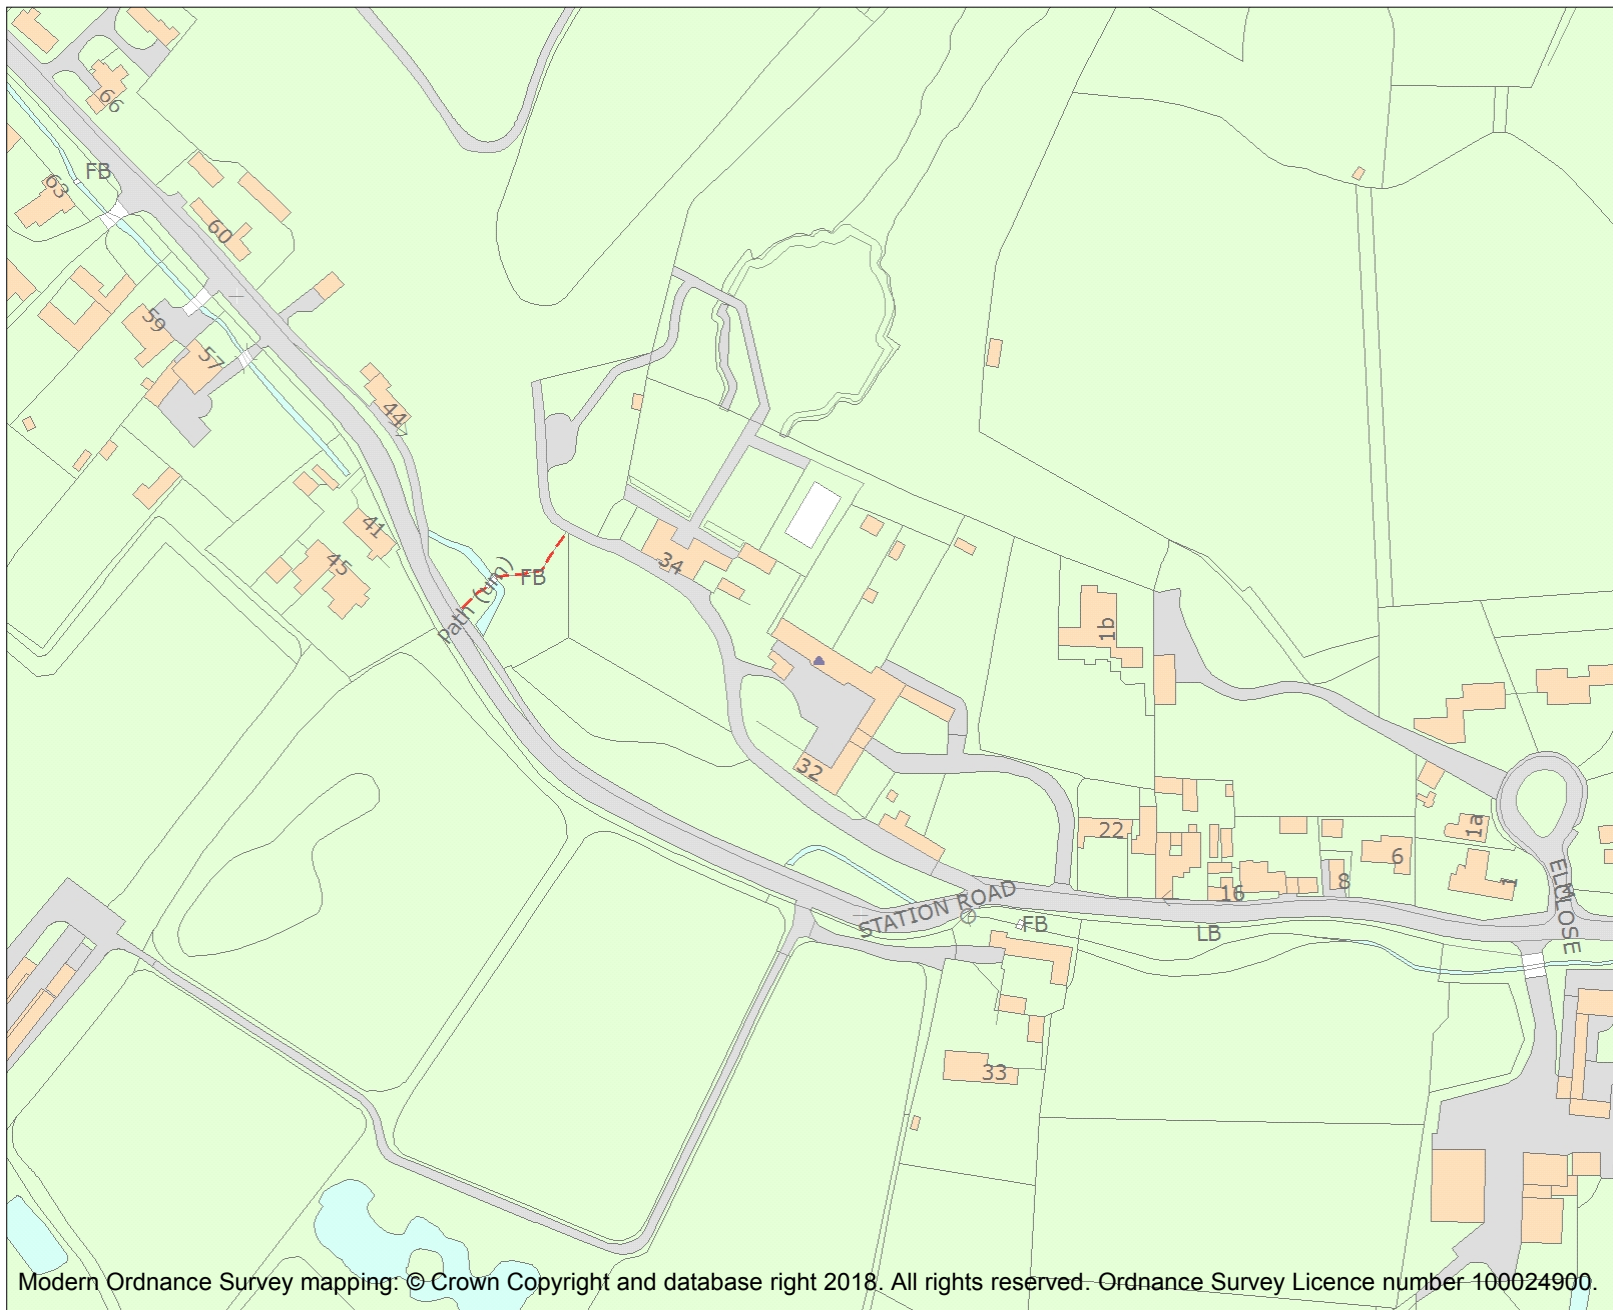 66
FB
63
60
59
57
44
41
45
34
FB
Path (um)
1b
32
22
1a
6
8
1
16
ELM
CLOSE
STATION ROAD
FB
LB
33
Modern Ordnance Survey mapping: © Crown Copyright and database right 2018. All rights reserved. Ordnance Survey Licence number 100024900.